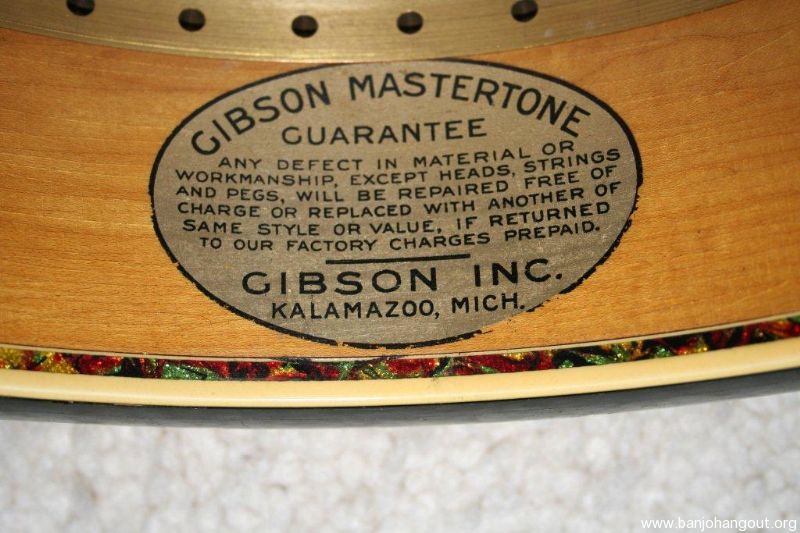 GIBSON MASTERTONE
GUARANTEE
ANY DEFECT IN MATERIAL OR
WORKMANSHIP, EXCEPT HEADS, STRINGS
AND PEGS, WILL BE REPAIRED FREE OF
CHARGE OR REPLACED WITH ANOTHER OF
SAME STYLE OR VALUE, IF RETURNED
TO OUR FACTORY CHARGES PREPAID.
GIBSON INC.
KALAMAZOO, MICH.
www.banjohangout.org